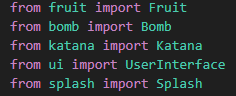 from fruit import Fruit
from bomb import Bomb
from katana import Katana
from ui import UserInterface
from splash import Splash